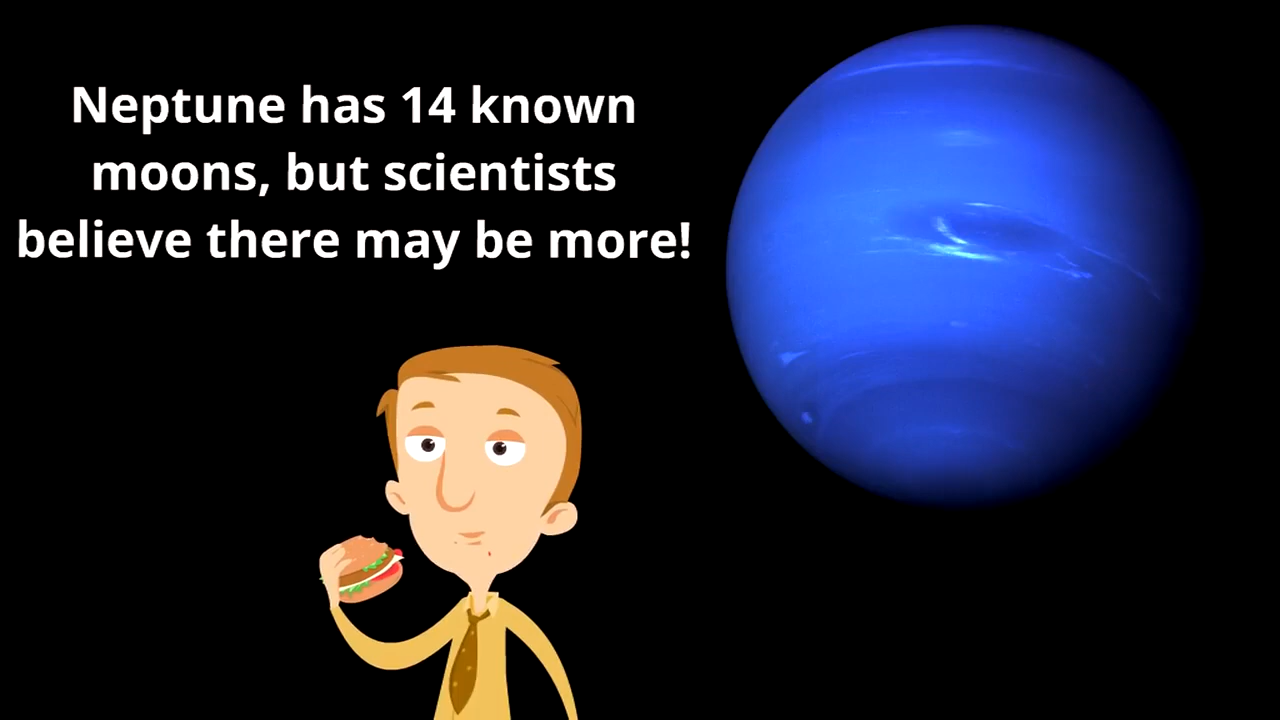 Neptune has 14 known
moons, but scientists
believe there may be more!